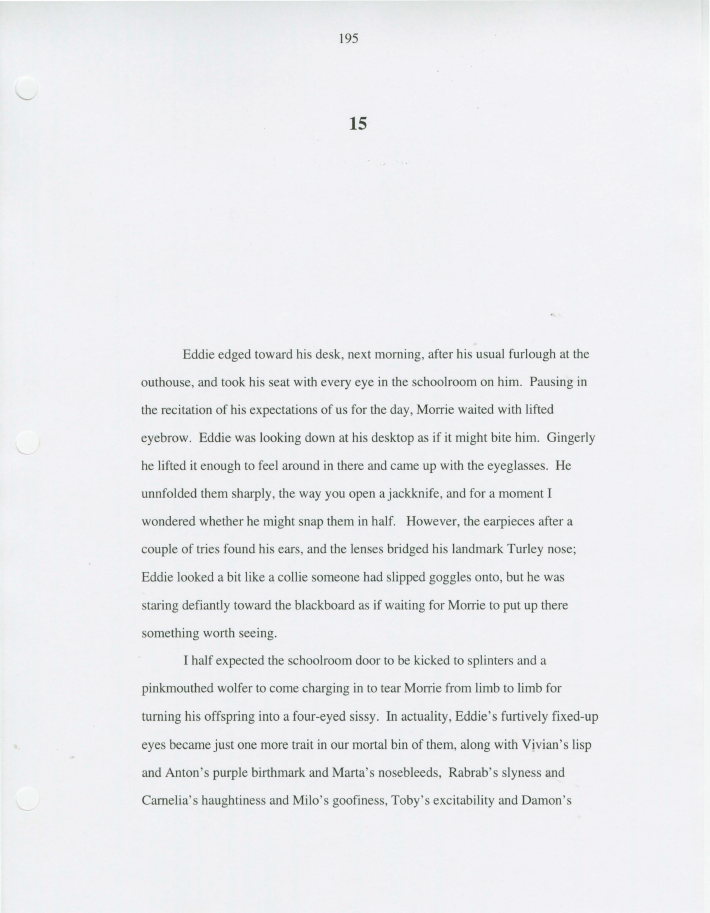 195
15
Eddie edged toward his desk, next morning, after his usual furlough at the
outhouse, and took his seat with every eye in the schoolroom on him.  Pausing in
the recitation of his expectations of us for the day, Morrie waited with lifted
eyebrow.  Eddie was looking down at his desktop as if it might bite him.  Gingerly
he lifted it enough to feel around in there and came up with the eyeglasses.  He
unnfolded them sharply, the way you open a jackknife, and for a moment I
wondered whether he might snap them in half.   However, the earpieces after a
couple of tries found his ears, and the lenses bridged his landmark Turley nose;
Eddie looked a bit like a collie someone had slipped goggles onto, but he was
staring defiantly toward the blackboard as if waiting for Morrie to put up there
something worth seeing.
I half expected the schoolroom door to be kicked to splinters and a
pinkmouthed wolfer to come charging in to tear Morrie from limb to limb for
turning his offspring into a four-eyed sissy.  In actuality, Eddie's furtively fixed-up
eyes became just one more trait in our mortal bin of them, along with Vivian's lisp
and Anton's purple birthmark and Marta's nosebleeds,  Rabrab's slyness and
Carnelia's haughtiness and Milo's goofiness, Toby's excitability and Damon's